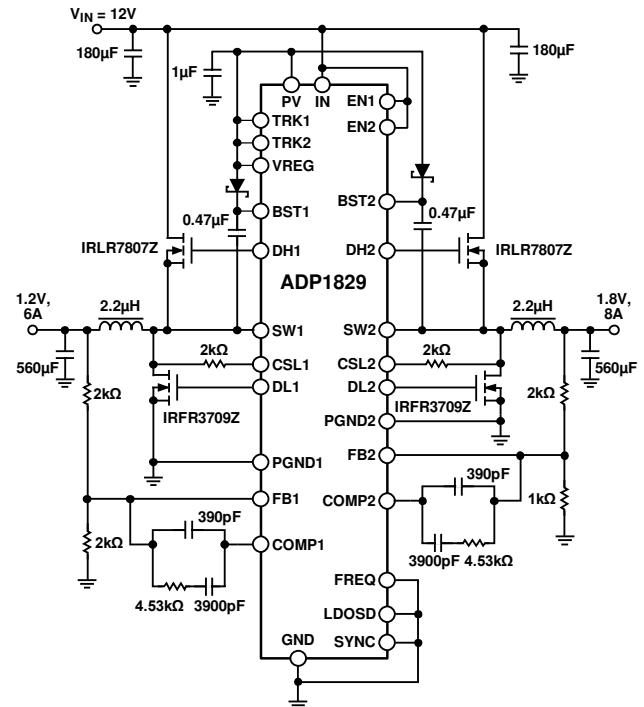 VIN = 12V
180µF
180µF
1µF
PV
IN
EN1
EN2
TRK1
TRK2
VREG
BST1
BST2
0.47µF
0.47µF
IRLR7807Z
DH1
DH2
IRLR7807Z
ADP1829
1.2V,
6A
2.2µH
SW1
SW2
2.2µH
1.8V,
8A
560µF
2kΩ
CSL1
CSL2
2kΩ
560µF
2kΩ
DL1
DL2
2kΩ
IRFR3709Z
IRFR3709Z
PGND2
PGND1
FB2
FB1
390pF
COMP2
1kΩ
390pF
2kΩ
COMP1
3900pF
4.53kΩ
4.53kΩ
3900pF
FREQ
LDOSD
GND
SYNC